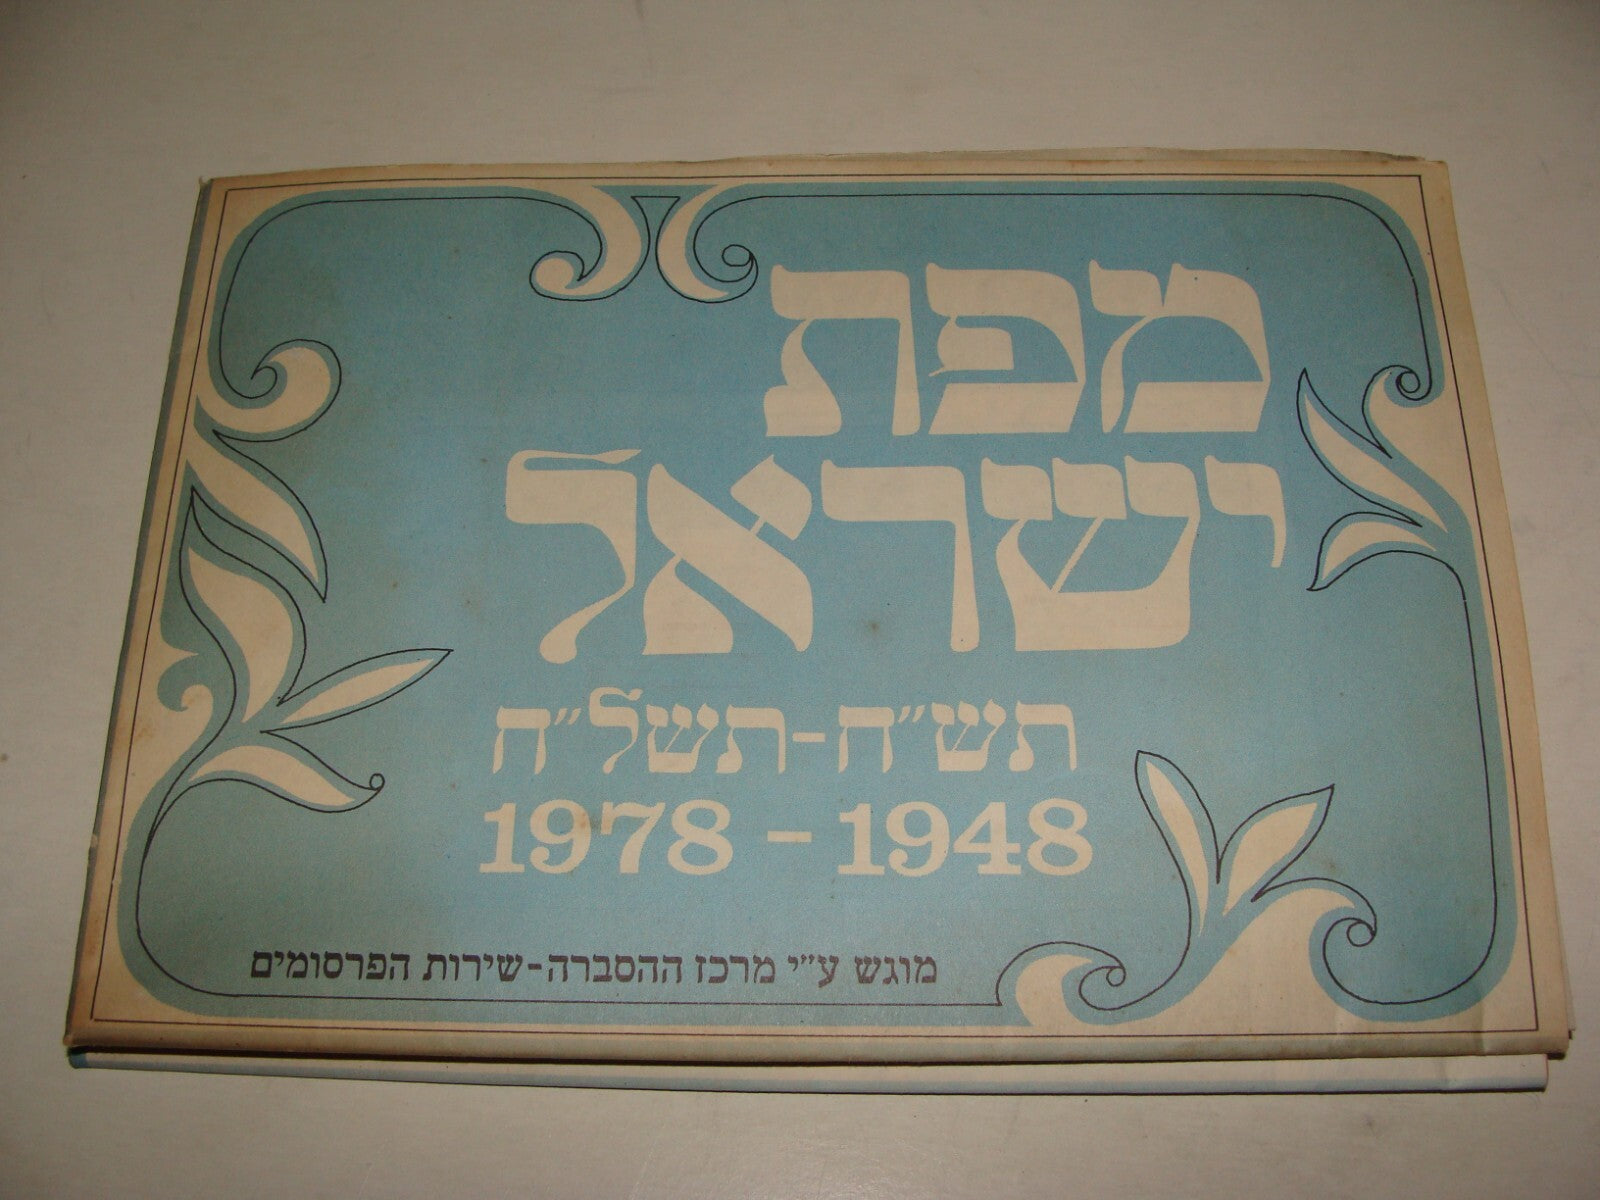 מפת
ישראל
תש"ח-תשל"ח
1978 - 1948
מוגש ע"י מרכז ההסברה-שירות הפרסומים